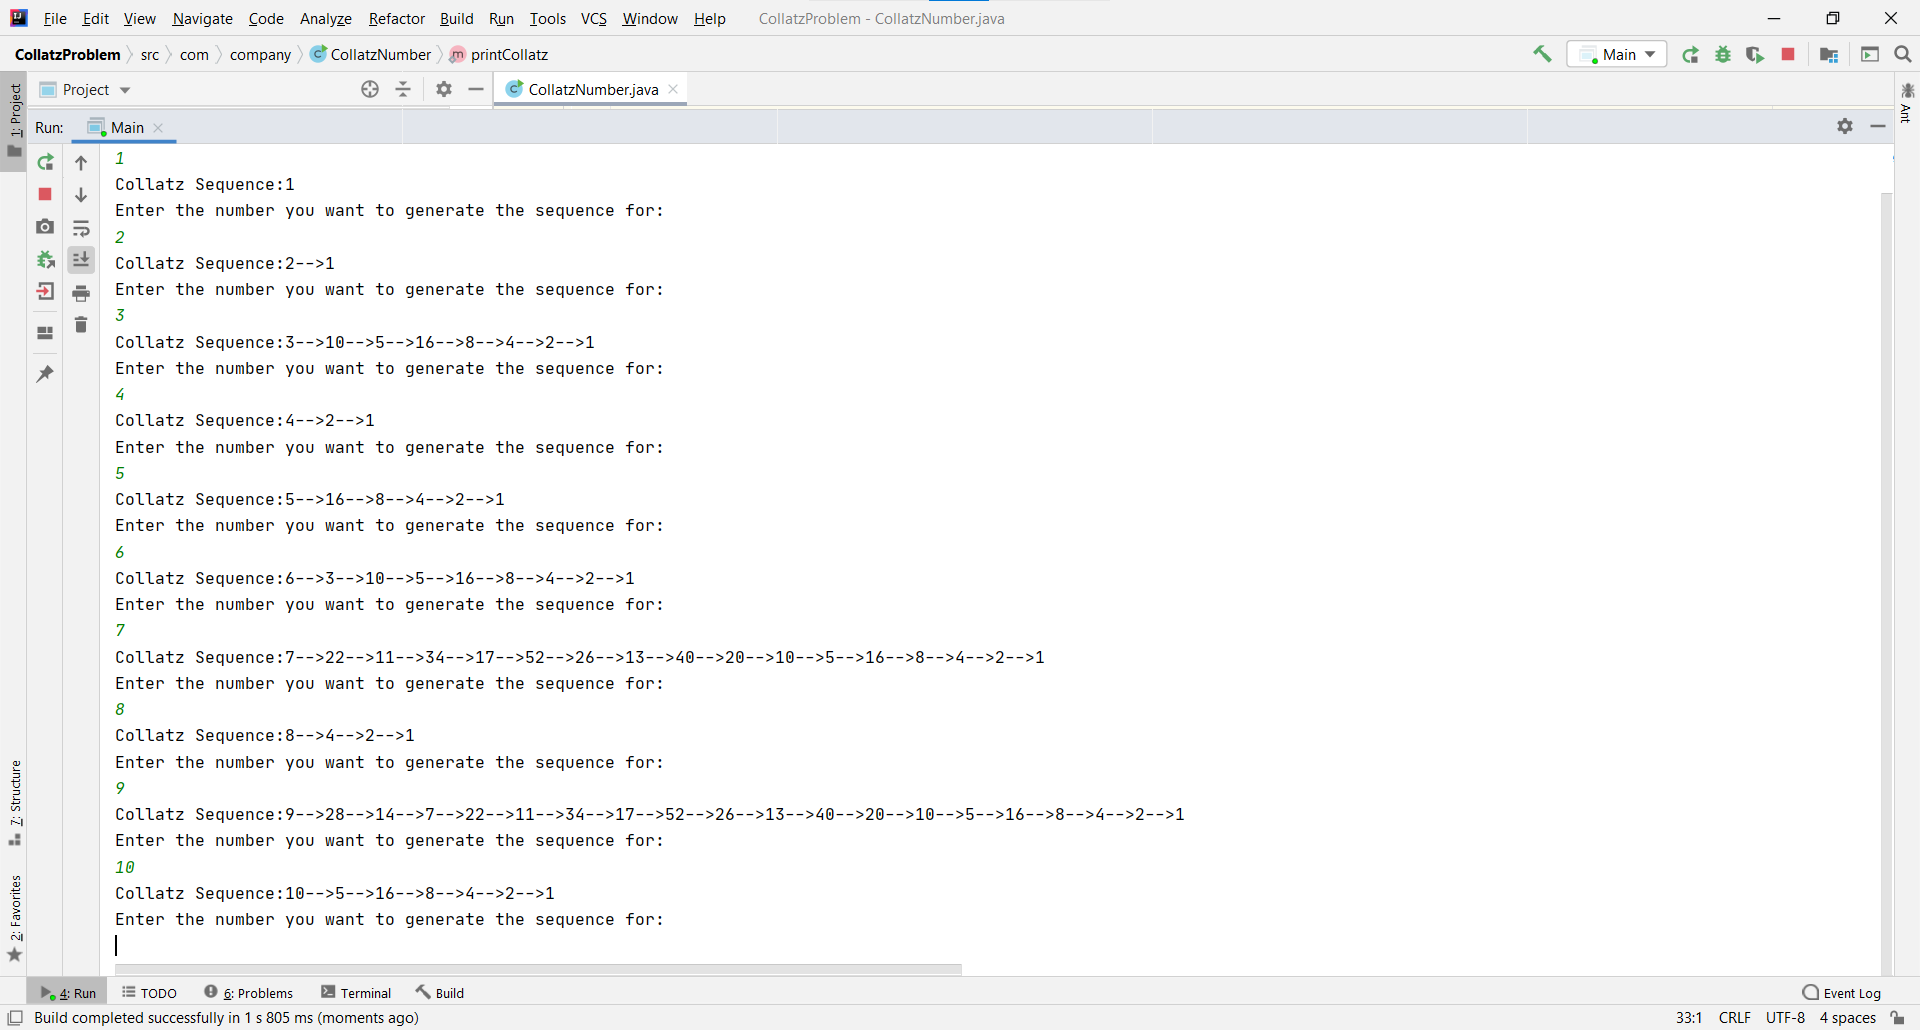 File Edit View Navigate Code Analyze Refactor Build Run Tools VCS Window Help CollatzProblem - CollatzNumber.java
CollatzProblem src com company CollatzNumber printCollatz Main
1: Project
Project CollatzNumber.java
Ant
Run: Main
1
Collatz Sequence:1
Enter the number you want to generate the sequence for:
2
Collatz Sequence:2-->1
Enter the number you want to generate the sequence for:
3
Collatz Sequence:3-->10-->5-->16-->8-->4-->2-->1
Enter the number you want to generate the sequence for:
4
Collatz Sequence:4-->2-->1
Enter the number you want to generate the sequence for:
5
Collatz Sequence:5-->16-->8-->4-->2-->1
Enter the number you want to generate the sequence for:
6
Collatz Sequence:6-->3-->10-->5-->16-->8-->4-->2-->1
Enter the number you want to generate the sequence for:
7
Collatz Sequence:7-->22-->11-->34-->17-->52-->26-->13-->40-->20-->10-->5-->16-->8-->4-->2-->1
Enter the number you want to generate the sequence for:
8
Collatz Sequence:8-->4-->2-->1
Enter the number you want to generate the sequence for:
9
Collatz Sequence:9-->28-->14-->7-->22-->11-->34-->17-->52-->26-->13-->40-->20-->10-->5-->16-->8-->4-->2-->1
Enter the number you want to generate the sequence for:
10
Collatz Sequence:10-->5-->16-->8-->4-->2-->1
Enter the number you want to generate the sequence for:
7: Structure
2: Favorites
4: Run TODO 6: Problems Terminal Build Event Log
Build completed successfully in 1 s 805 ms (moments ago) 33:1 CRLF UTF-8 4 spaces